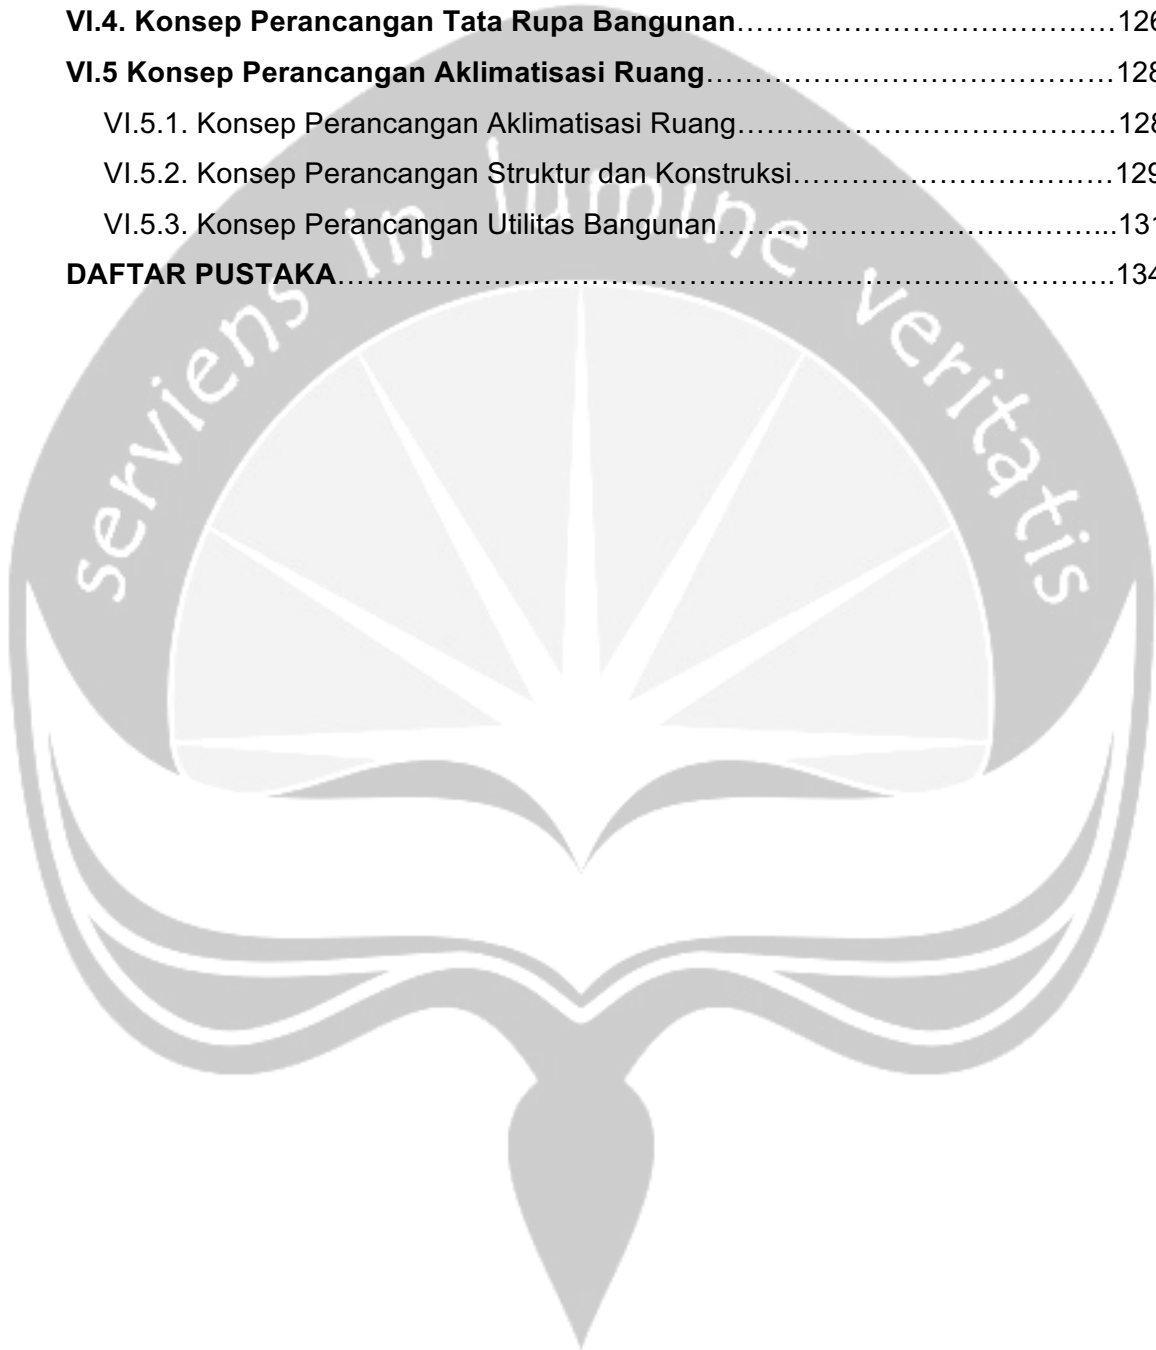 VI.4. Konsep Perancangan Tata Rupa Bangunan…………………………………126
VI.5 Konsep Perancangan Aklimatisasi Ruang……………………………………128
VI.5.1. Konsep Perancangan Aklimatisasi Ruang…………………………………128
VI.5.2. Konsep Perancangan Struktur dan Konstruksi……………………………129
VI.5.3. Konsep Perancangan Utilitas Bangunan…………………………………...131
DAFTAR PUSTAKA……………………………………………………………………..134
serviens in lumine veritatis